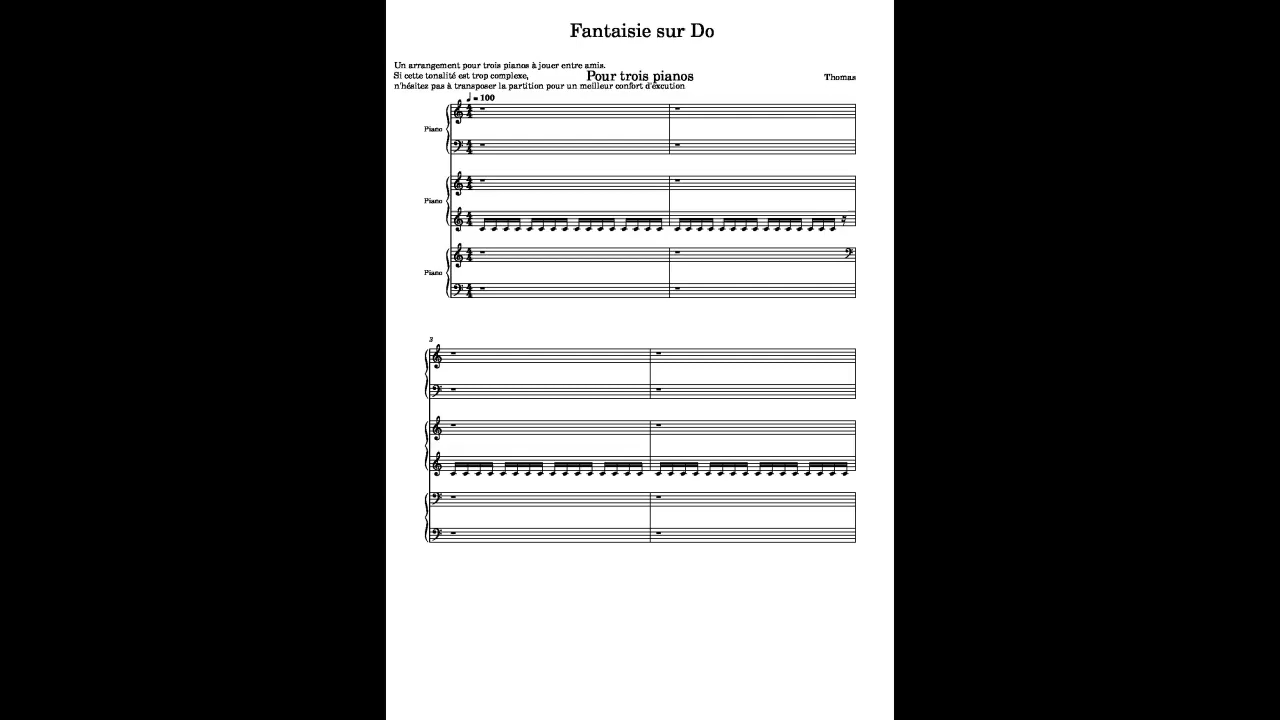 Fantaisie sur Do
Un arrangement pour trois pianos à jouer entre amis.
Si cette tonalité est trop complexe,
n'hésitez pas à transposer la partition pour un meilleur confort d'éxcution
Pour trois pianos
Thomas
= 100
Piano
Piano
Piano
3